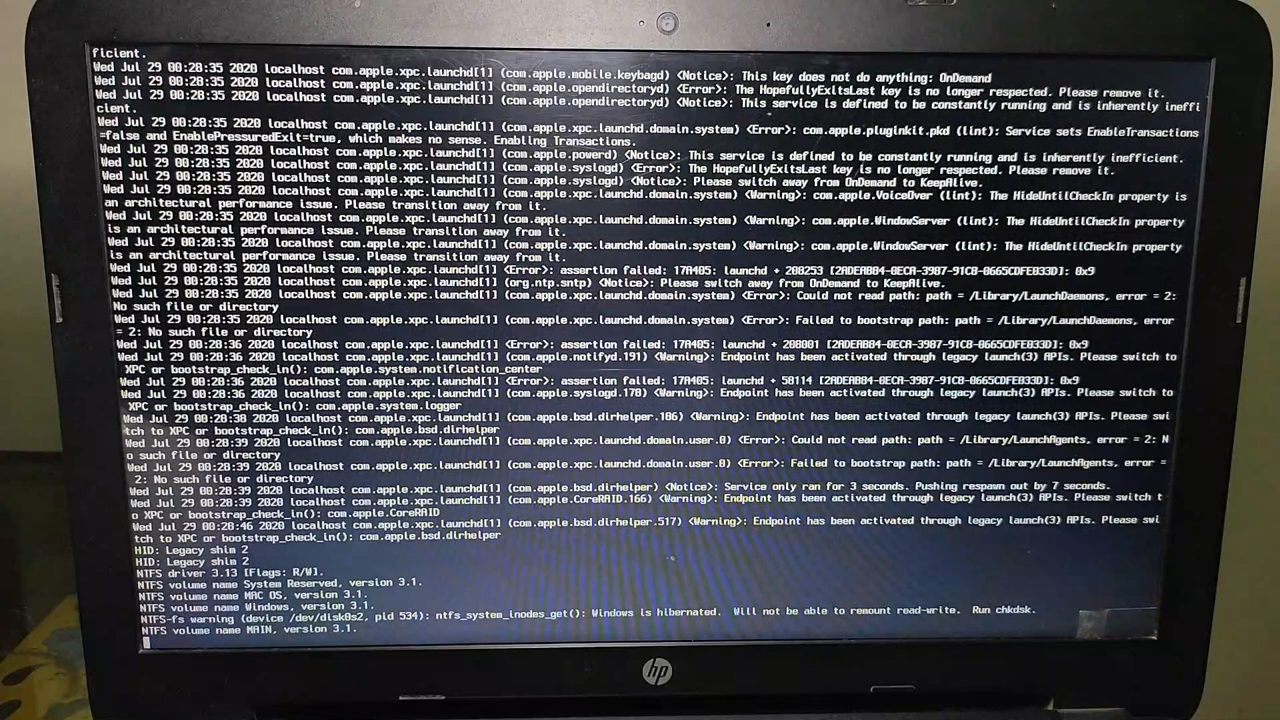 ficient.
Wed Jul 29 00:28:35 2020 localhost com.apple.xpc.launchd[1] (com.apple.mobile.keybagd) <Notice>: This key does not do anything: OnDemand
Wed Jul 29 00:28:35 2020 localhost com.apple.xpc.launchd[1] (com.apple.opendirectoryd) <Error>: The HopefullyExitsLast key is no longer respected. Please remove it.
Wed Jul 29 00:28:35 2020 localhost com.apple.xpc.launchd[1] (com.apple.opendirectoryd) <Notice>: This service is defined to be constantly running and is inherently ineffi
cient.
Wed Jul 29 00:28:35 2020 localhost com.apple.xpc.launchd[1] (com.apple.xpc.launchd.domain.system) <Error>: com.apple.pluginkit.pkd (lint): Service sets EnableTransactions
=false and EnablePressuredExit=true, which makes no sense. Enabling Transactions.
Wed Jul 29 00:28:35 2020 localhost com.apple.xpc.launchd[1] (com.apple.powerd) <Notice>: This service is defined to be constantly running and is inherently inefficient.
Wed Jul 29 00:28:35 2020 localhost com.apple.xpc.launchd[1] (com.apple.syslogd) <Error>: The HopefullyExitsLast key is no longer respected. Please remove it.
Wed Jul 29 00:28:35 2020 localhost com.apple.xpc.launchd[1] (com.apple.syslogd) <Notice>: Please switch away from OnDemand to KeepAlive.
Wed Jul 29 00:28:35 2020 localhost com.apple.xpc.launchd[1] (com.apple.xpc.launchd.domain.system) <Warning>: com.apple.VoiceOver (lint): The HideUntilCheckIn property is
an architectural performance issue. Please transition away from it.
Wed Jul 29 00:28:35 2020 localhost com.apple.xpc.launchd[1] (com.apple.xpc.launchd.domain.system) <Warning>: com.apple.WindowServer (lint): The HideUntilCheckIn property
is an architectural performance issue. Please transition away from it.
Wed Jul 29 00:28:35 2020 localhost com.apple.xpc.launchd[1] (com.apple.xpc.launchd.domain.system) <Warning>: com.apple.WindowServer (lint): The HideUntilCheckIn property
is an architectural performance issue. Please transition away from it.
Wed Jul 29 00:28:35 2020 localhost com.apple.xpc.launchd[1] <Error>: assertion failed: 17A405: launchd + 208253 [2ADEAB84-0ECA-3907-91C8-0665CDFE033D]: 0x9
Wed Jul 29 00:28:35 2020 localhost com.apple.xpc.launchd[1] (org.ntp.sntp) <Notice>: Please switch away from OnDemand to KeepAlive.
Wed Jul 29 00:28:35 2020 localhost com.apple.xpc.launchd[1] (com.apple.xpc.launchd.domain.system) <Error>: Could not read path: path = /Library/LaunchDaemons, error = 2:
No such file or directory
Wed Jul 29 00:28:35 2020 localhost com.apple.xpc.launchd[1] (com.apple.xpc.launchd.domain.system) <Error>: Failed to bootstrap path: path = /Library/LaunchDaemons, error
= 2: No such file or directory
Wed Jul 29 00:28:36 2020 localhost com.apple.xpc.launchd[1] <Error>: assertion failed: 17A405: launchd + 208001 [2ADEAB84-0ECA-3907-91C8-0665CDFE033D]: 0x9
Wed Jul 29 00:28:36 2020 localhost com.apple.xpc.launchd[1] (com.apple.notifyd.191) <Warning>: Endpoint has been activated through legacy launch(3) APIs. Please switch to
XPC or bootstrap_check_in(): com.apple.system.notification_center
Wed Jul 29 00:28:36 2020 localhost com.apple.xpc.launchd[1] <Error>: assertion failed: 17A405: launchd + 58114 [2ADEAB84-0ECA-3907-91C8-0665CDFE033D]: 0x9
Wed Jul 29 00:28:36 2020 localhost com.apple.xpc.launchd[1] (com.apple.syslogd.178) <Warning>: Endpoint has been activated through legacy launch(3) APIs. Please switch to
XPC or bootstrap_check_in(): com.apple.system.logger
Wed Jul 29 00:28:38 2020 localhost com.apple.xpc.launchd[1] (com.apple.bsd.dirhelper.186) <Warning>: Endpoint has been activated through legacy launch(3) APIs. Please swi
tch to XPC or bootstrap_check_in(): com.apple.bsd.dirhelper
Wed Jul 29 00:28:39 2020 localhost com.apple.xpc.launchd[1] (com.apple.xpc.launchd.domain.user.0) <Error>: Could not read path: path = /Library/LaunchAgents, error = 2: N
o such file or directory
Wed Jul 29 00:28:39 2020 localhost com.apple.xpc.launchd[1] (com.apple.xpc.launchd.domain.user.0) <Error>: Failed to bootstrap path: path = /Library/LaunchAgents, error =
2: No such file or directory
Wed Jul 29 00:28:39 2020 localhost com.apple.xpc.launchd[1] (com.apple.bsd.dirhelper) <Notice>: Service only ran for 3 seconds. Pushing respawn out by 7 seconds.
Wed Jul 29 00:28:39 2020 localhost com.apple.xpc.launchd[1] (com.apple.CoreRAID.166) <Warning>: Endpoint has been activated through legacy launch(3) APIs. Please switch t
o XPC or bootstrap_check_in(): com.apple.CoreRAID
Wed Jul 29 00:28:46 2020 localhost com.apple.xpc.launchd[1] (com.apple.bsd.dirhelper.517) <Warning>: Endpoint has been activated through legacy launch(3) APIs. Please swi
tch to XPC or bootstrap_check_in(): com.apple.bsd.dirhelper
HID: Legacy shim 2
HID: Legacy shim 2
NTFS driver 3.13 [Flags: R/W].
NTFS volume name System Reserved, version 3.1.
NTFS volume name MAC OS, version 3.1.
NTFS volume name Windows, version 3.1.
NTFS-fs warning (device /dev/disk0s2, pid 534): ntfs_system_inodes_get(): Windows is hibernated. Will not be able to remount read-write. Run chkdsk.
NTFS volume name MAIN, version 3.1.
hp